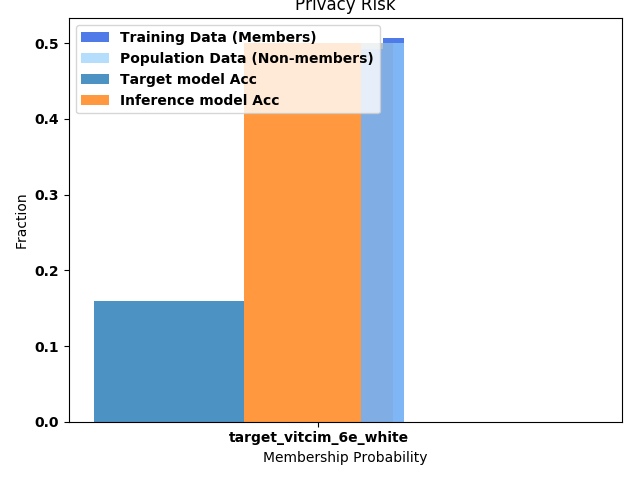 Privacy Risk
Training Data (Members)
Population Data (Non-members)
Target model Acc
Inference model Acc
Fraction
0.5
0.4
0.3
0.2
0.1
0.0
target_vitcim_6e_white
Membership Probability